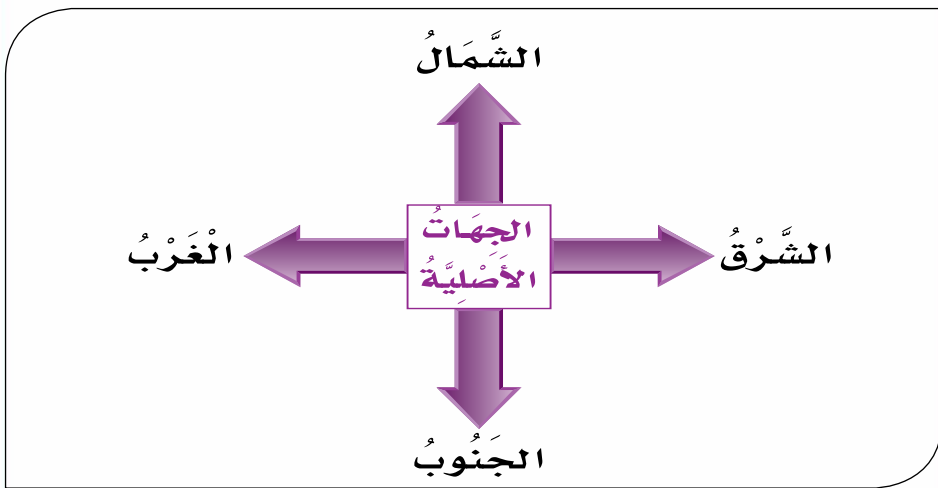 الشَّمَالُ
الشَّرْقُ
الجِهَاتُ
الأَصْلِيَّةُ
الْغَرْبُ
الجَنُوبُ